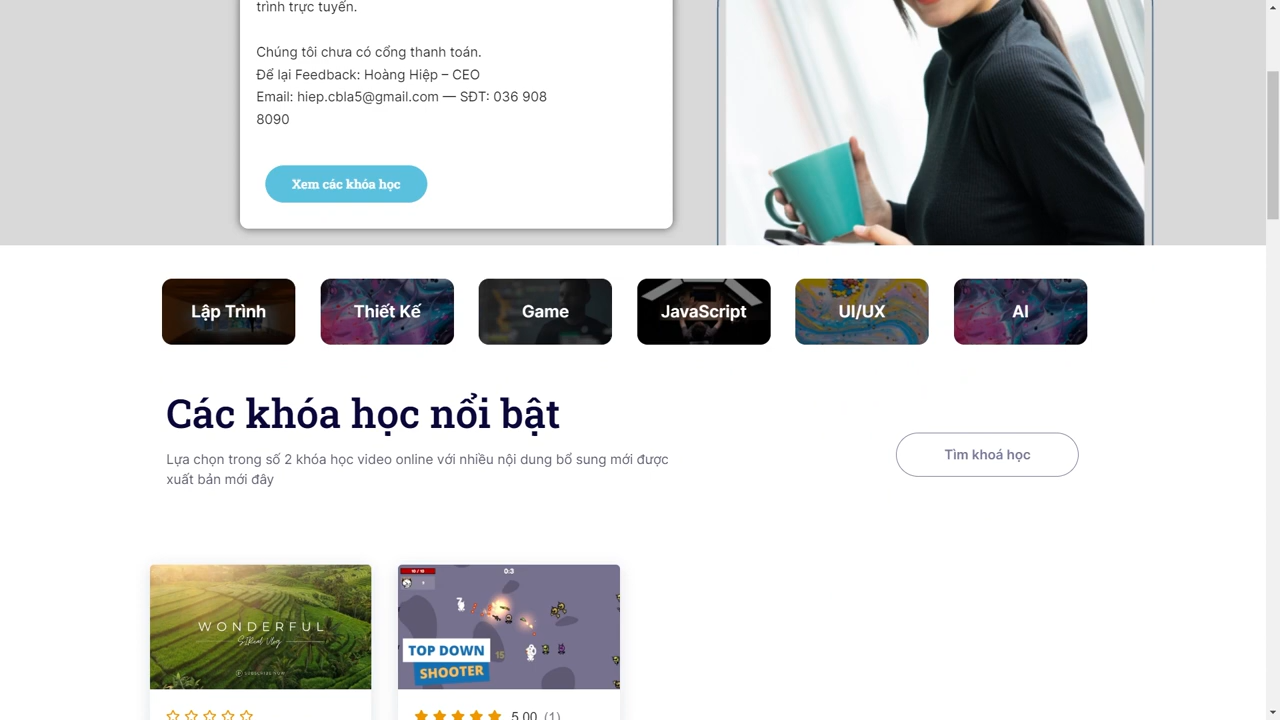 trình trực tuyến.
Chúng tôi chưa có cổng thanh toán.
Để lại Feedback: Hoàng Hiệp – CEO
Email: hiep.cbla5@gmail.com — SĐT: 036 908
8090
Xem các khóa học
Lập Trình
Thiết Kế
Game
JavaScript
UI/UX
AI
Các khóa học nổi bật
Lựa chọn trong số 2 khóa học video online với nhiều nội dung bổ sung mới được
xuất bản mới đây
Tìm khoá học
WONDERFUL
0:3
15
TOP DOWN
SHOOTER
5.00 (1)